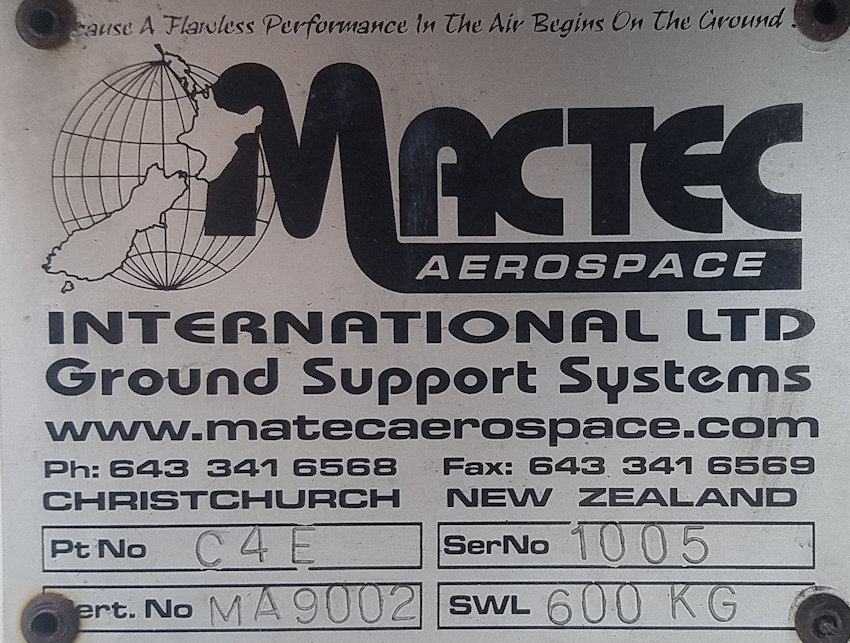 A Flawless Performance In The Air Begins On The Ground
MACTEC
AEROSPACE
INTERNATIONAL LTD
Ground Support Systems
www.matecaerospace.com
Ph: 643 341 6568 Fax: 643 341 6569
CHRISTCHURCH NEW ZEALAND
Pt No C4E SerNo 1005
No MA9002 SWL 600 KG